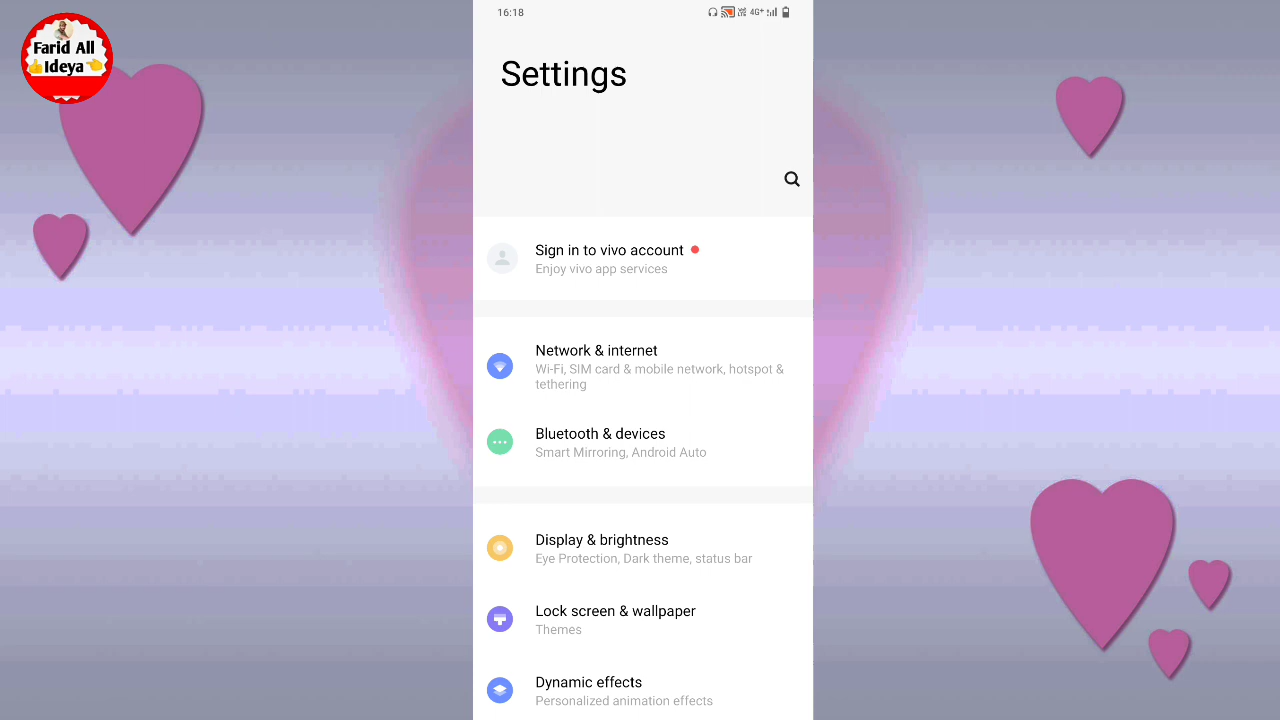 Farid All
Ideya
16:18
4G+
Settings
Sign in to vivo account
Enjoy vivo app services
Network & internet
Wi-Fi, SIM card & mobile network, hotspot &
tethering
Bluetooth & devices
Smart Mirroring, Android Auto
Display & brightness
Eye Protection, Dark theme, status bar
Lock screen & wallpaper
Themes
Dynamic effects
Personalized animation effects